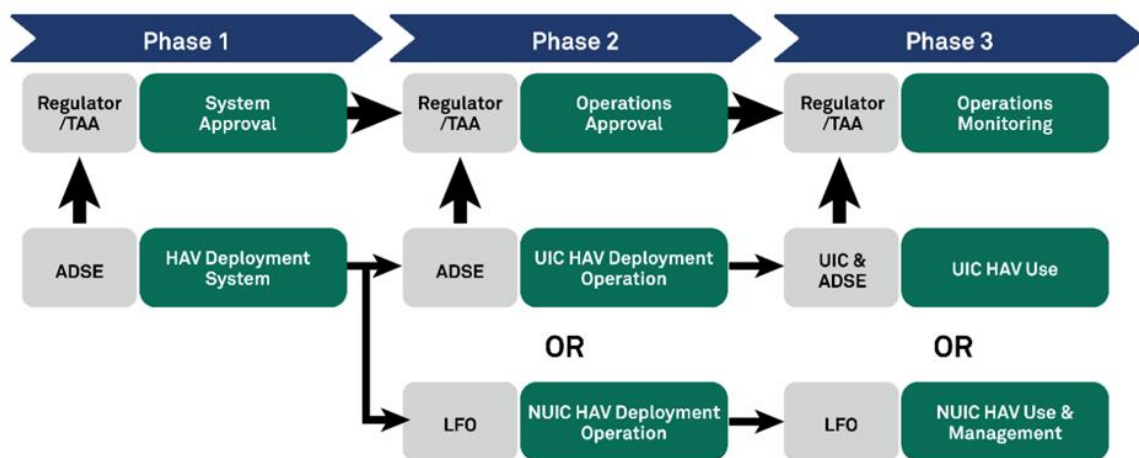 Phase 1
Phase 2
Phase 3
Regulator
/TAA
System
Approval
Regulator
/TAA
Operations
Approval
Regulator
/TAA
Operations
Monitoring
ADSE
HAV Deployment
System
ADSE
UIC HAV Deployment
Operation
UIC &
ADSE
UIC HAV Use
OR
OR
LFO
NUIC HAV Deployment
Operation
LFO
NUIC HAV Use &
Management